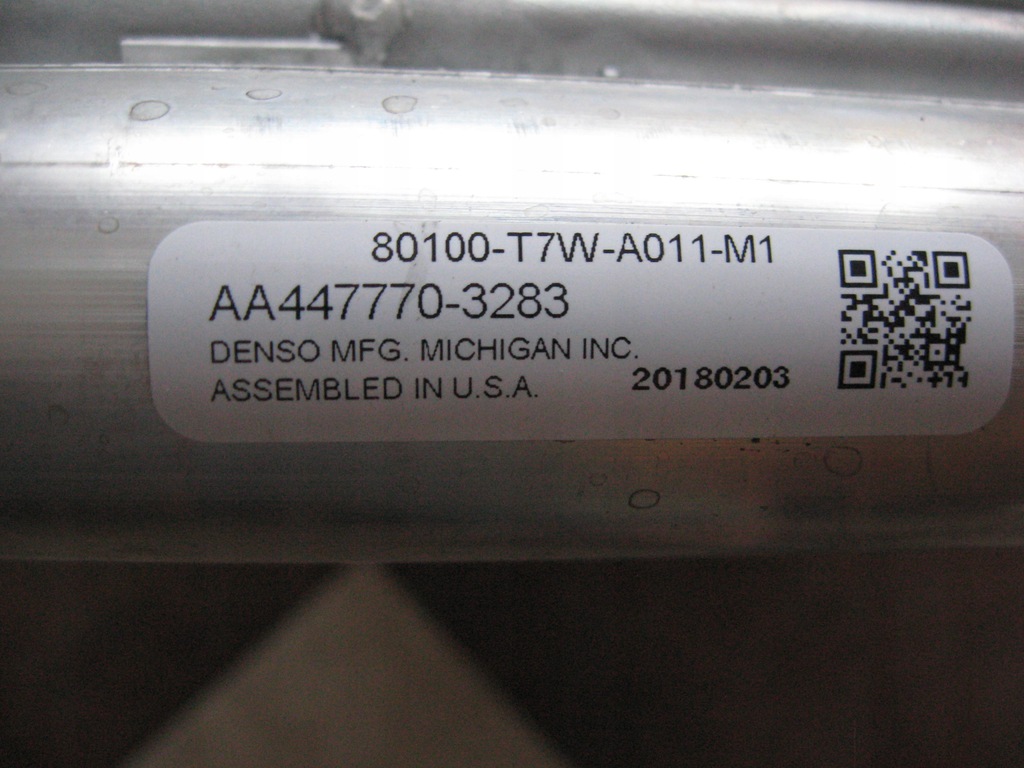 80100-T7W-A011-M1
AA447770-3283
DENSO MFG. MICHIGAN INC.
ASSEMBLED IN U.S.A.
20180203